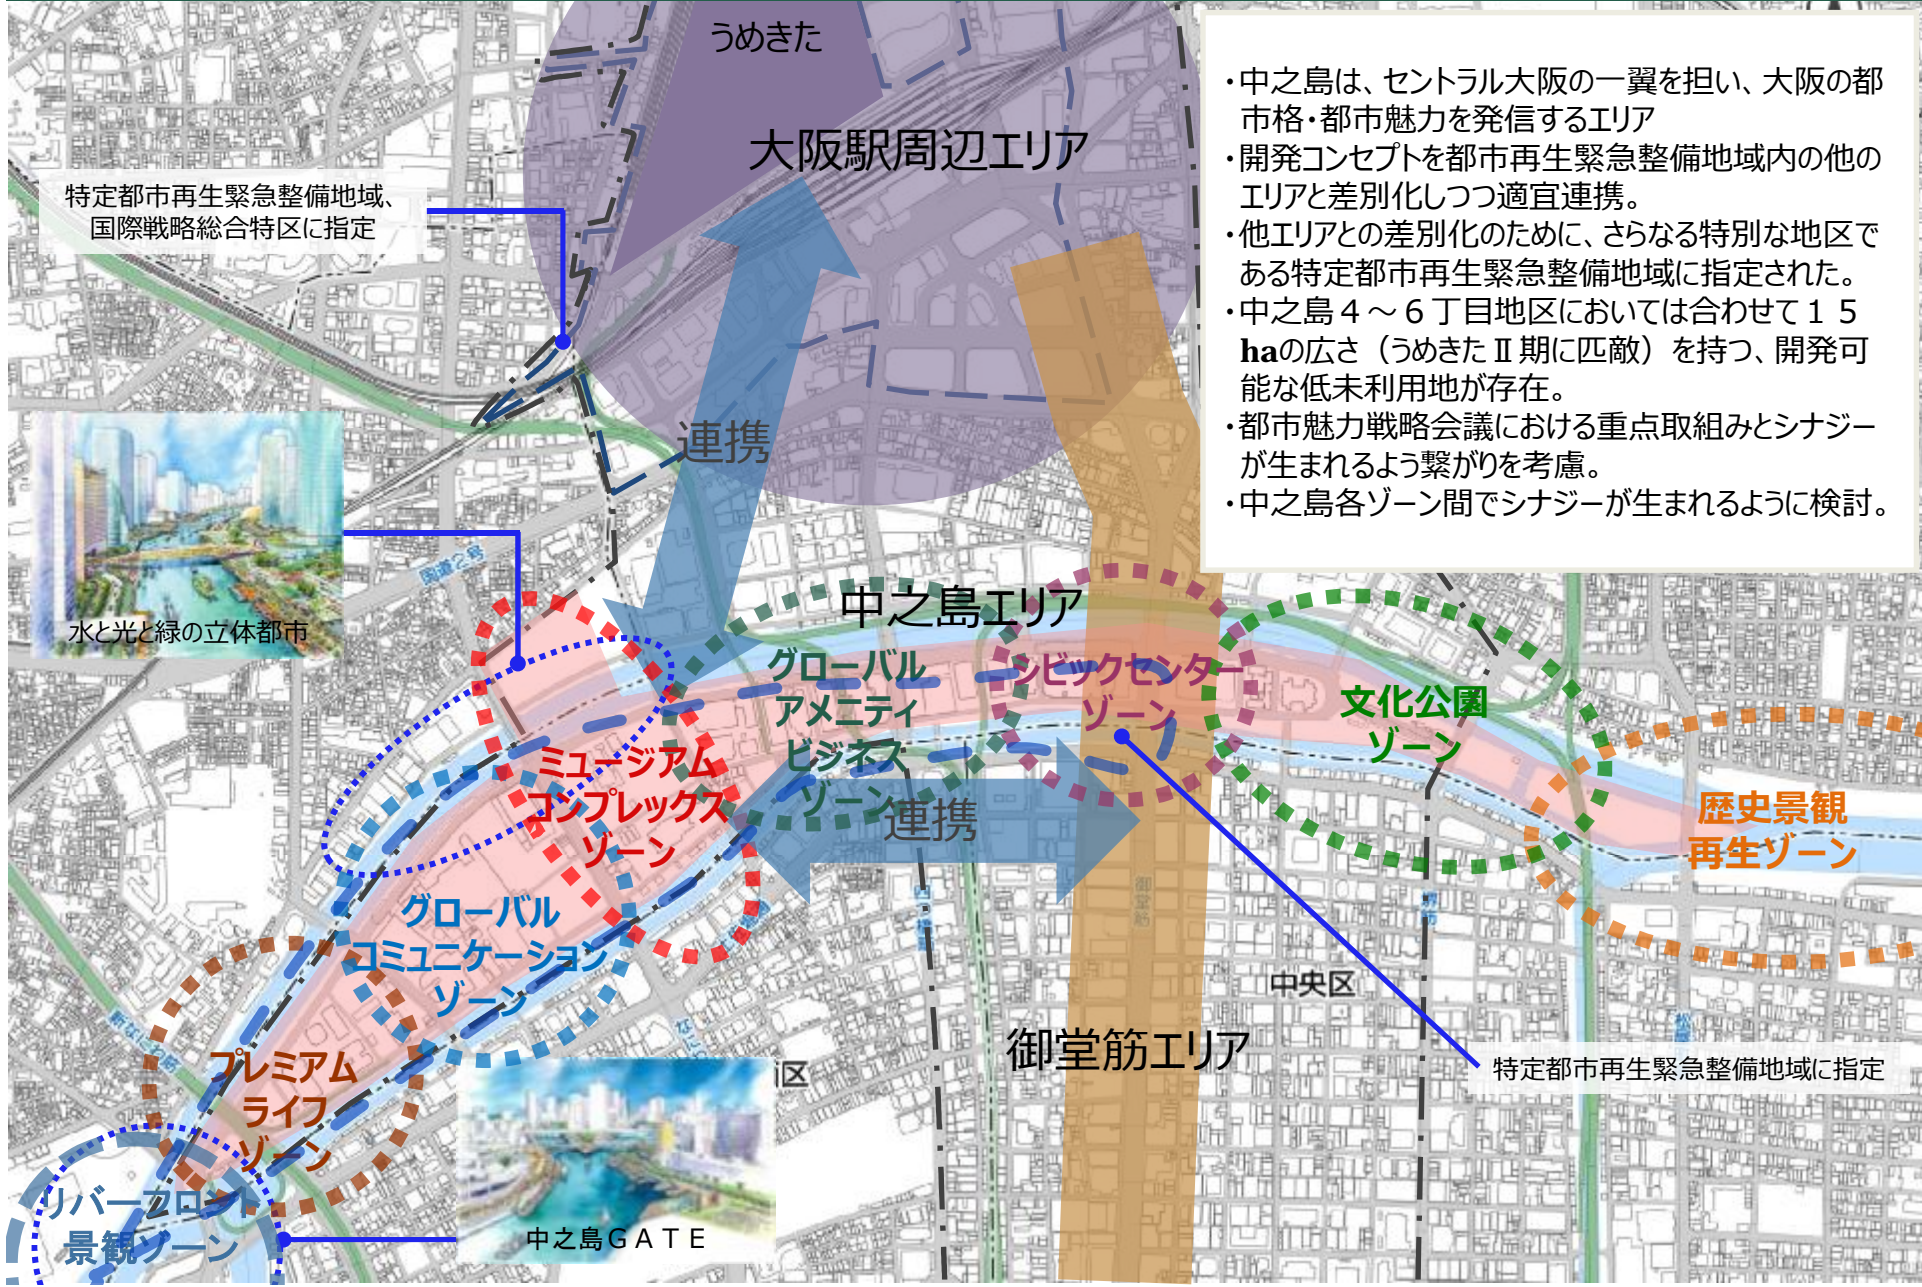 うめきた
大阪駅周辺エリア
・中之島は、セントラル大阪の一翼を担い、大阪の都
市格・都市魅力を発信するエリア
・開発コンセプトを都市再生緊急整備地域内の他の
エリアと差別化しつつ適宜連携。
・他エリアとの差別化のために、さらなる特別な地区で
ある特定都市再生緊急整備地域に指定された。
・中之島４～６丁目地区においては合わせて１５
haの広さ（うめきたⅡ期に匹敵）を持つ、開発可
能な低未利用地が存在。
・都市魅力戦略会議における重点取組みとシナジー
が生まれるよう繋がりを考慮。
・中之島各ゾーン間でシナジーが生まれるように検討。
特定都市再生緊急整備地域、
国際戦略総合特区に指定
連携
国道2号
水と光と緑の立体都市
中之島エリア
グローバル
アメニティ
ビジネス
ゾーン
シビックセンター
ゾーン
文化公園
ゾーン
歴史景観
再生ゾーン
ミュージアム
コンプレックス
ゾーン
連携
グローバル
コミュニケーション
ゾーン
御堂筋
中央区
御堂筋エリア
特定都市再生緊急整備地域に指定
プレミアム
ライフ
ゾーン
区
リバーフロント
景観ゾーン
中之島ＧＡＴＥ